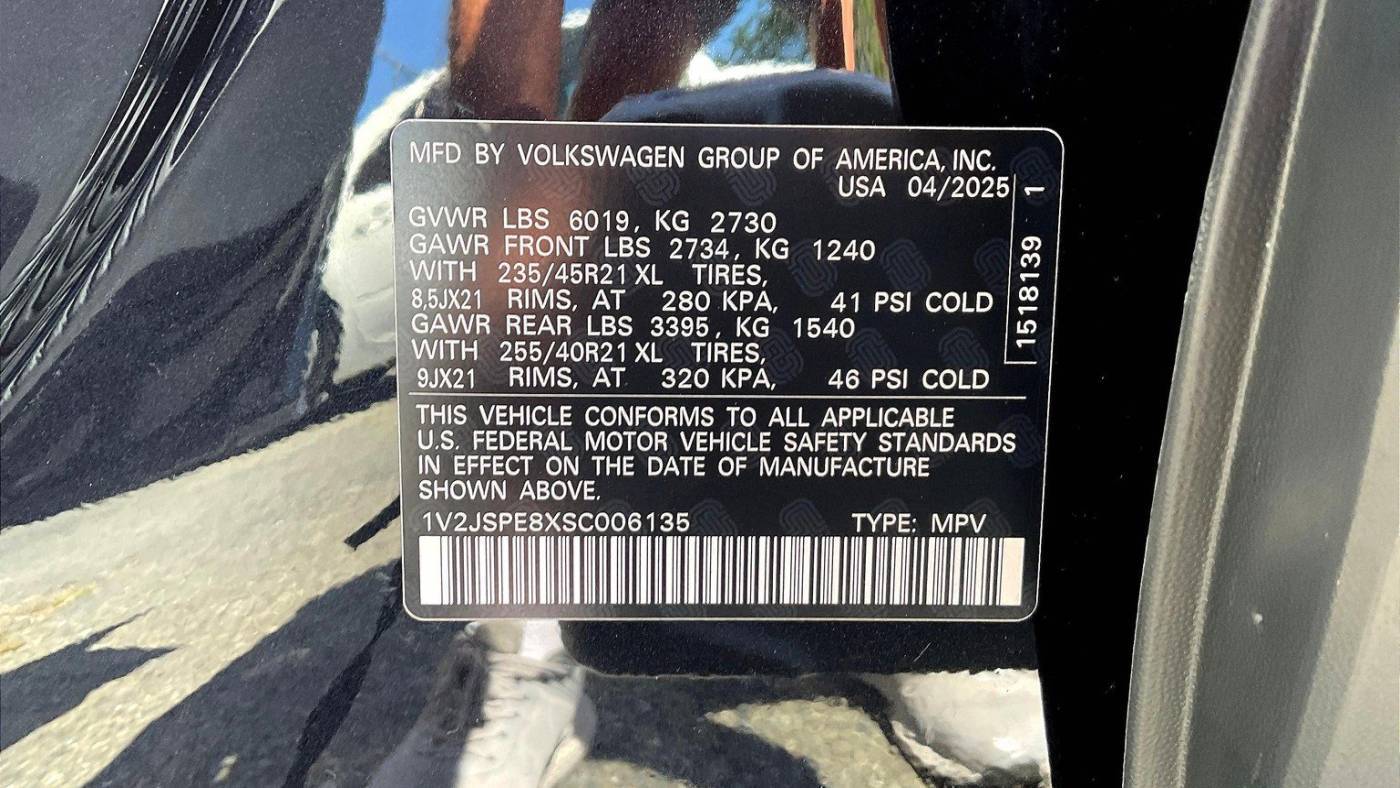 MFD BY VOLKSWAGEN GROUP OF AMERICA, INC.
USA 04/2025
GVWR LBS 6019, KG 2730
GAWR FRONT LBS 2734, KG 1240
WITH 235/45R21 XL TIRES,
8,5JX21 RIMS, AT 280 KPA, 41 PSI COLD
GAWR REAR LBS 3395, KG 1540
WITH 255/40R21 XL TIRES,
9JX21 RIMS, AT 320 KPA, 46 PSI COLD
THIS VEHICLE CONFORMS TO ALL APPLICABLE
U.S. FEDERAL MOTOR VEHICLE SAFETY STANDARDS
IN EFFECT ON THE DATE OF MANUFACTURE
SHOWN ABOVE.
1V2JSPE8XSC006135 TYPE: MPV
1518139 1